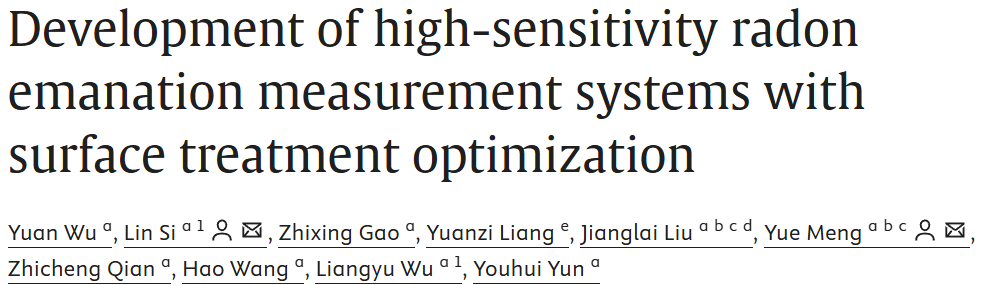 Development of high-sensitivity radon
emanation measurement systems with
surface treatment optimization
Yuan Wu a, Lin Si a 1, Zhixing Gao a, Yuanzi Liang e, Jianglai Liu a b c d, Yue Meng a b c,
Zhicheng Qian a, Hao Wang a, Liangyu Wu a 1, Youhui Yun a